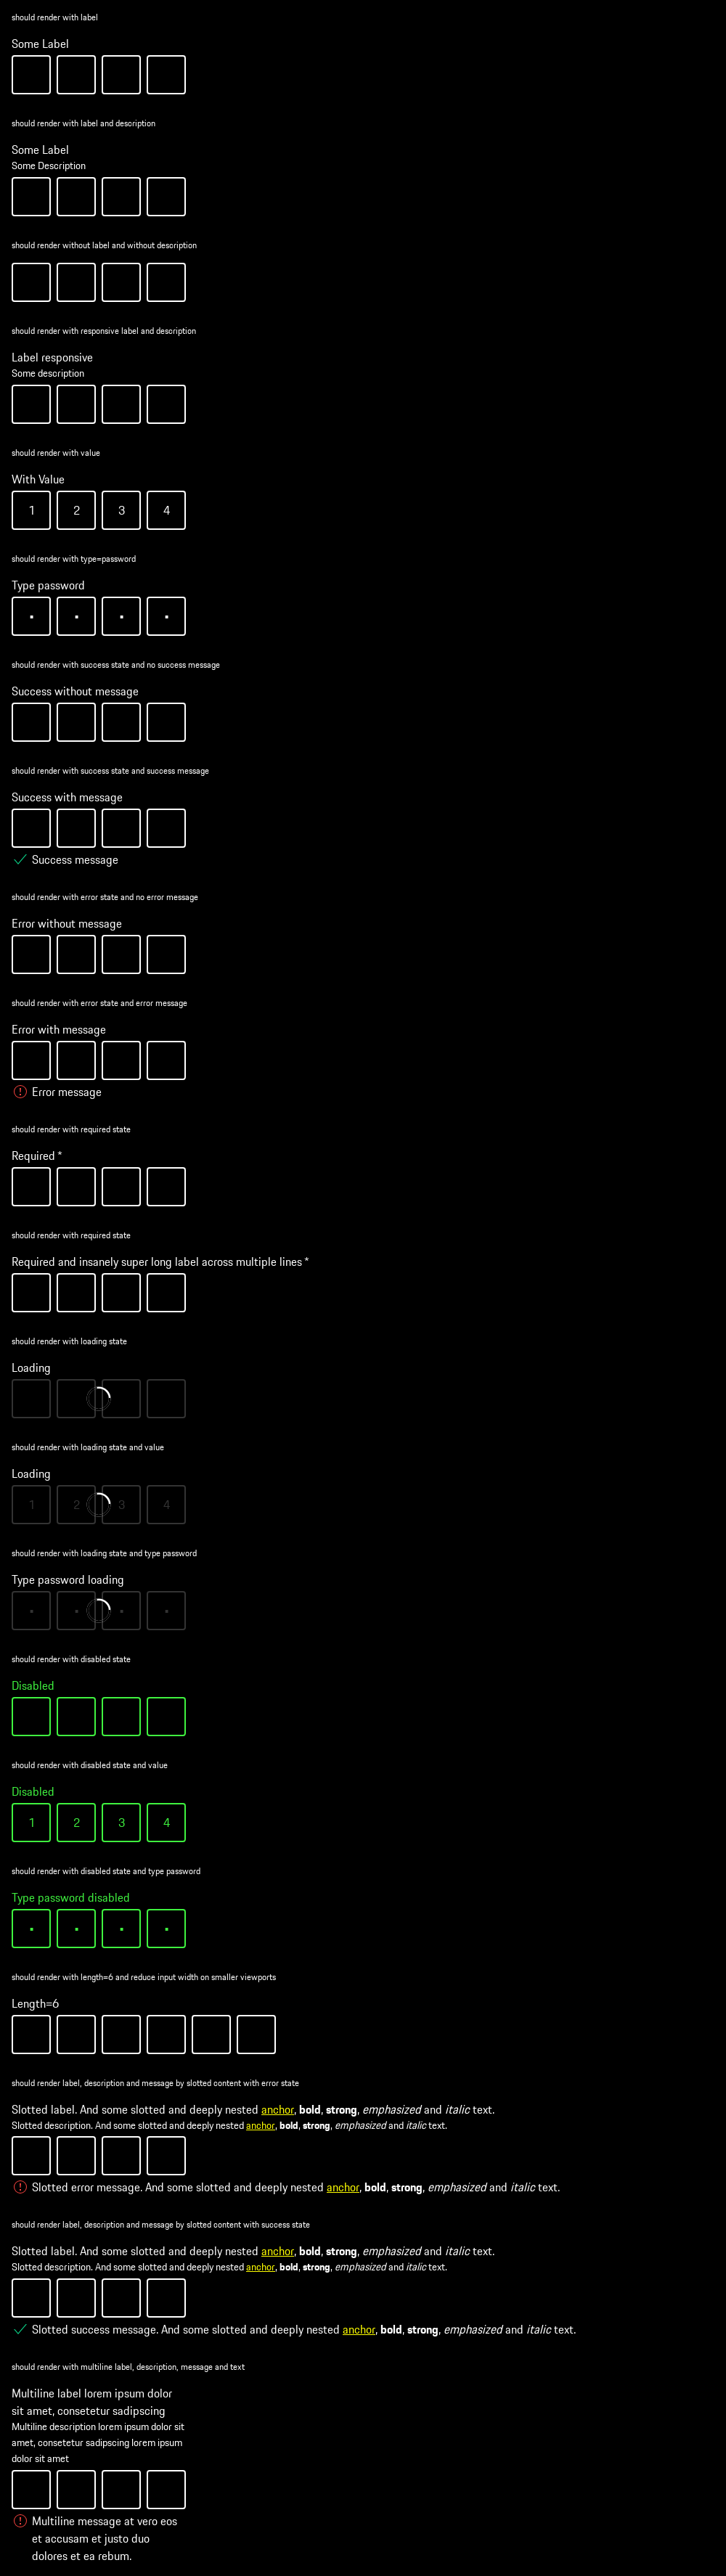 should render with label
Some Label
should render with label and description
Some Label
Some Description
should render without label and without description
should render with responsive label and description
Label responsive
Some description
should render with value
With Value
1 2 3 4
should render with type=password
Type password
should render with success state and no success message
Success without message
should render with success state and success message
Success with message
Success message
should render with error state and no error message
Error without message
should render with error state and error message
Error with message
Error message
should render with required state
Required *
should render with required state
Required and insanely super long label across multiple lines *
should render with loading state
Loading
should render with loading state and value
Loading
1 2 3 4
should render with loading state and type password
Type password loading
should render with disabled state
Disabled
should render with disabled state and value
Disabled
1 2 3 4
should render with disabled state and type password
Type password disabled
should render with length=6 and reduce input width on smaller viewports
Length=6
should render label, description and message by slotted content with error state
Slotted label. And some slotted and deeply nested anchor, bold, strong, emphasized and italic text.
Slotted description. And some slotted and deeply nested anchor, bold, strong, emphasized and italic text.
Slotted error message. And some slotted and deeply nested anchor, bold, strong, emphasized and italic text.
should render label, description and message by slotted content with success state
Slotted label. And some slotted and deeply nested anchor, bold, strong, emphasized and italic text.
Slotted description. And some slotted and deeply nested anchor, bold, strong, emphasized and italic text.
Slotted success message. And some slotted and deeply nested anchor, bold, strong, emphasized and italic text.
should render with multiline label, description, message and text
Multiline label lorem ipsum dolor
sit amet, consetetur sadipscing
Multiline description lorem ipsum dolor sit
amet, consetetur sadipscing lorem ipsum
dolor sit amet
Multiline message at vero eos
et accusam et justo duo
dolores et ea rebum.